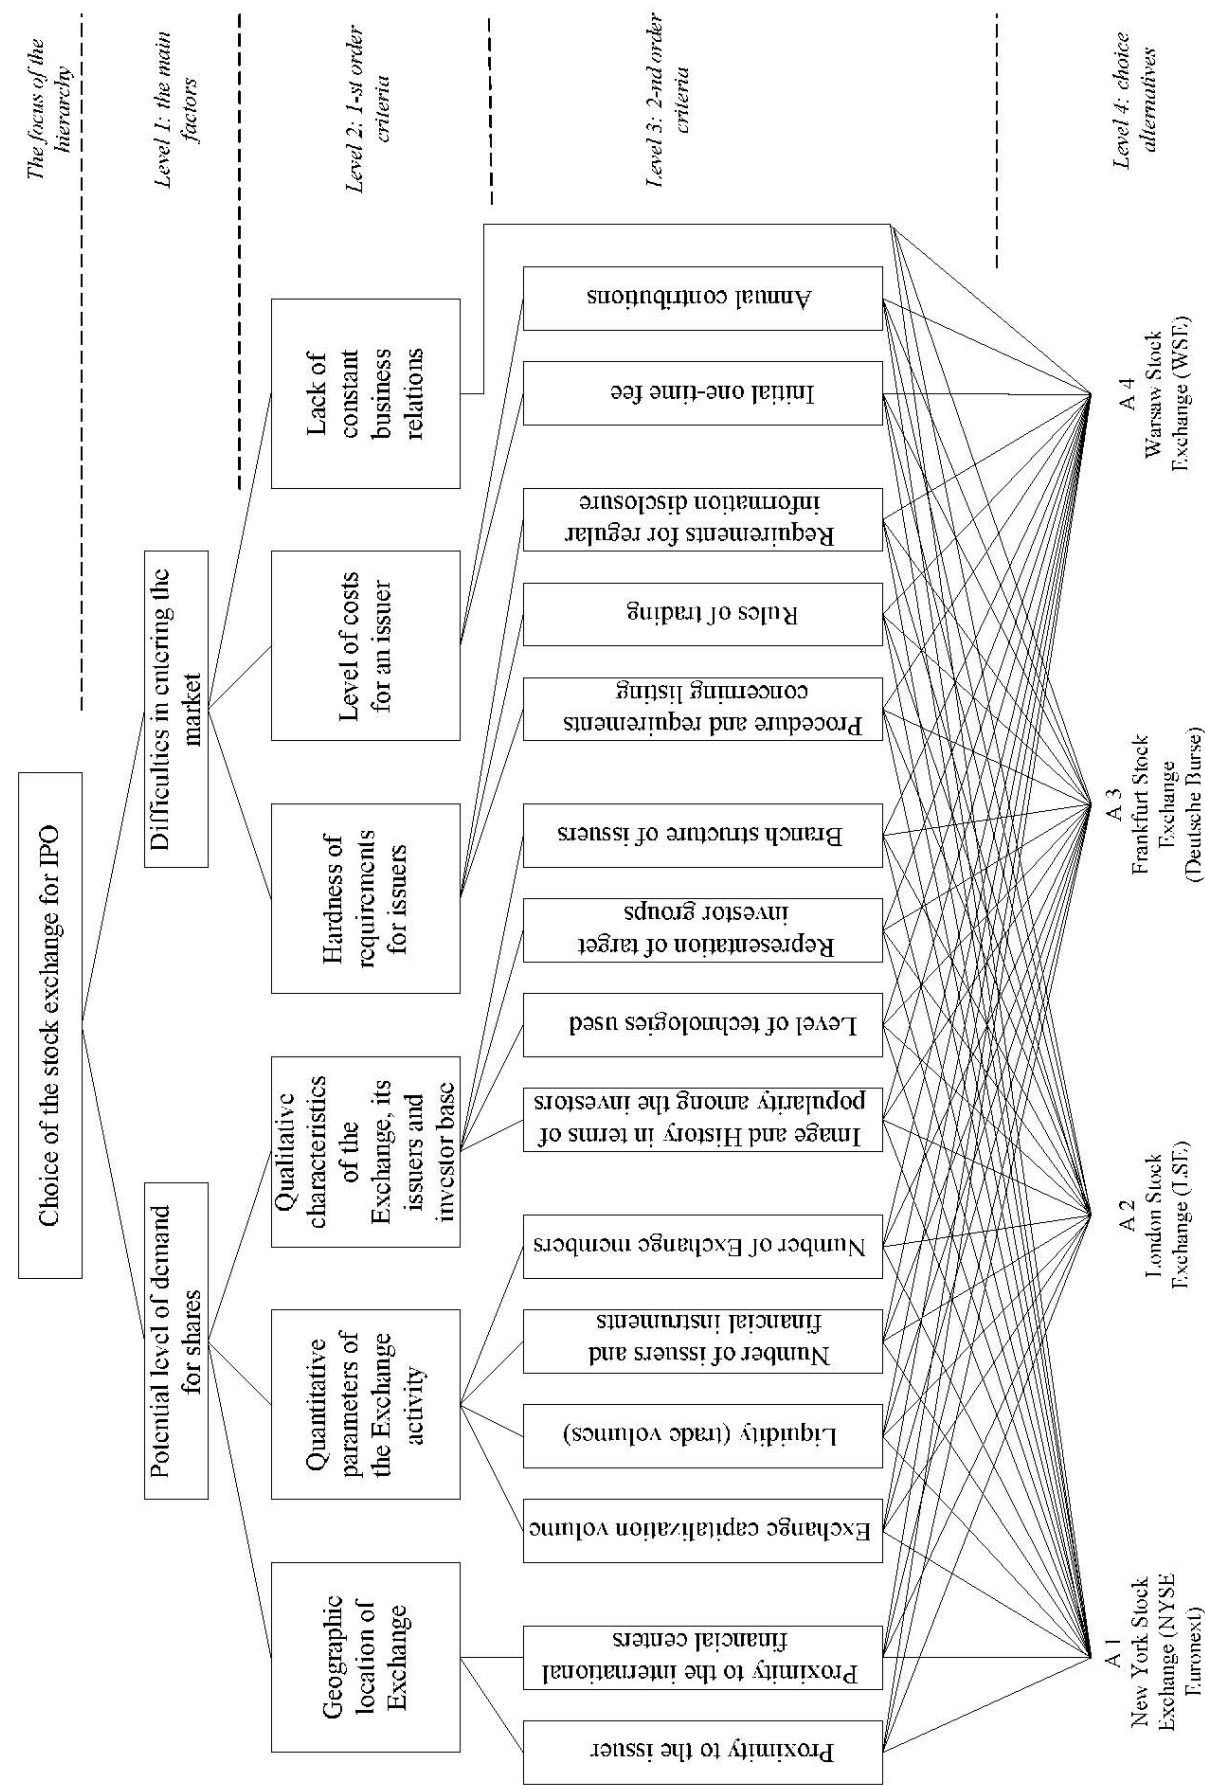 Choice of the stock exchange for IPO
The focus of the
hierarchy
Potential level of demand
for shares
Difficulties in entering the
market
Level 1: the main
factors
Geographic
location of
Exchange
Quantitative
parameters of
the Exchange
activity
Qualitative
characteristics
of the
Exchange, its
issuers and
investor base
Hardness of
requirements
for issuers
Level of costs
for an issuer
Lack of
constant
business
relations
Level 2: 1-st order
criteria
Proximity to the issuer
Proximity to the international
financial centers
Exchange capitalization volume
Liquidity (trade volumes)
Number of issuers and
financial instruments
Number of Exchange members
Image and History in terms of
popularity among the investors
Level of technologies used
Representation of target
investor groups
Branch structure of issuers
Procedure and requirements
concerning listing
Rules of trading
Requirements for regular
information disclosure
Initial one-time fee
Annual contributions
Level 3: 2-nd order
criteria
A 1
New York Stock
Exchange (NYSE
Euronext)
A 2
London Stock
Exchange (LSE)
A 3
Frankfurt Stock
Exchange
(Deutsche Burse)
A 4
Warsaw Stock
Exchange (WSE)
Level 4: choice
alternatives